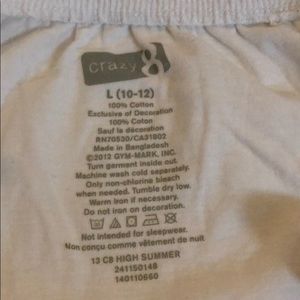 crazy 8
L (10-12)
100% Cotton
Exclusive of Decoration
100% Coton
Sauf la décoration
RN70530/CA31802
Made in Bangladesh
©2012 GYM-MARK, INC.
Turn garment inside out.
Machine wash cold separately.
Only non-chlorine bleach
when needed. Tumble dry low.
Warm iron if necessary.
Do not iron on decoration.
Not intended for sleepwear.
Non conçu comme vêtement de nuit
13 C8 HIGH SUMMER
241150148
140110660